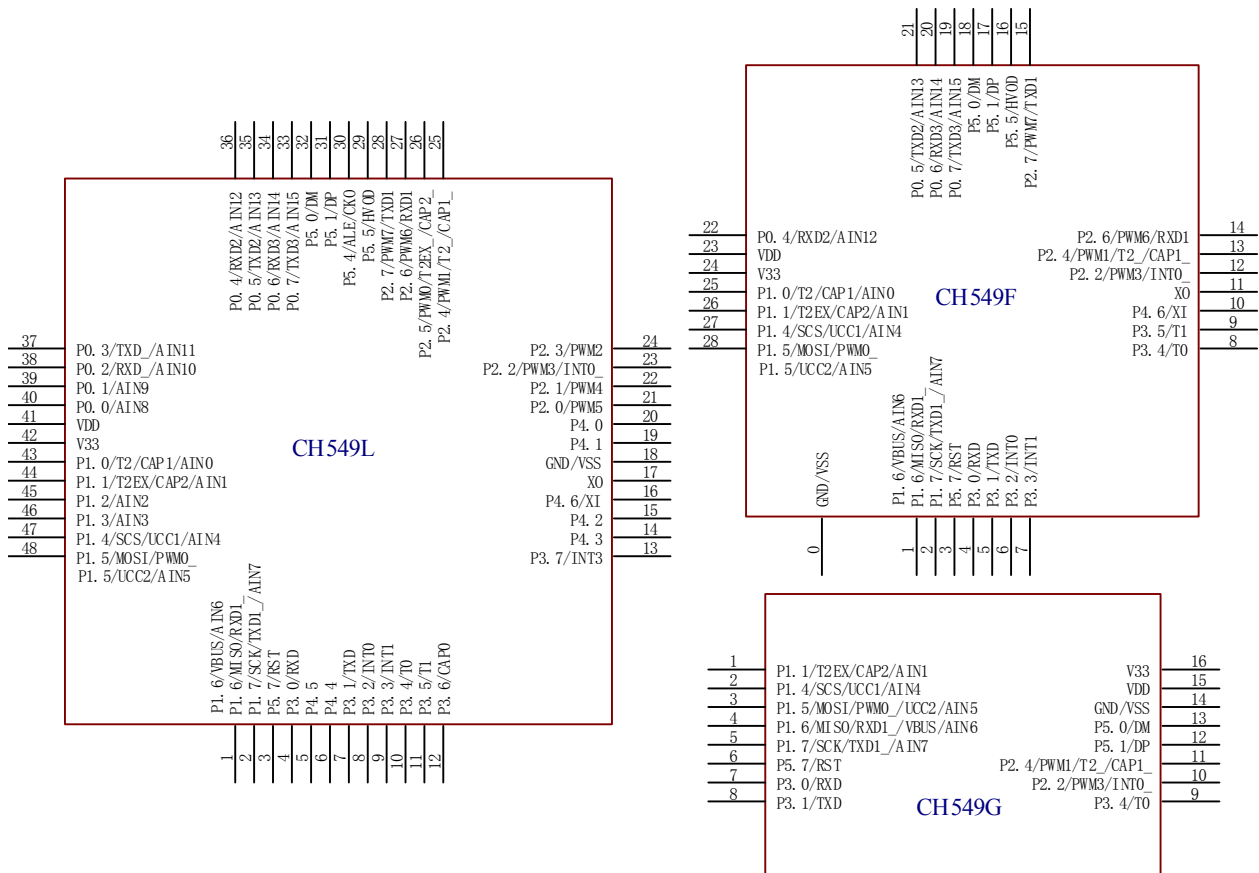 36
35
34
33
32
31
30
29
28
27
26
25
P0.4/RXD2/AIN12
P0.5/TXD2/AIN13
P0.6/RXD3/AIN14
P0.7/TXD3/AIN15
P5.0/DM
P5.1/DP
P5.4/ALE/CKO
P5.5/HVOD
P2.7/PWM7/TXD1
P2.6/PWM6/RXD1
P2.5/PWM0/T2EX_/CAP2_
P2.4/PWM1/T2_/CAP1_
37 P0.3/TXD_/AIN11
38 P0.2/RXD_/AIN10
39 P0.1/AIN9
40 P0.0/AIN8
41 VDD
42 V33
43 P1.0/T2/CAP1/AIN0
44 P1.1/T2EX/CAP2/AIN1
45 P1.2/AIN2
46 P1.3/AIN3
47 P1.4/SCS/UCC1/AIN4
48 P1.5/MOSI/PWM0_
P1.5/UCC2/AIN5
CH549L
P2.3/PWM2 24
P2.2/PWM3/INT0_ 23
P2.1/PWM4 22
P2.0/PWM5 21
P4.0 20
P4.1 19
GND/VSS 18
XO 17
P4.6/XI 16
P4.2 15
P4.3 14
P3.7/INT3 13
P1.6/VBUS/AIN6
P1.6/MISO/RXD1_
P1.7/SCK/TXD1_/AIN7
P5.7/RST
P3.0/RXD
P4.5
P4.4
P3.1/TXD
P3.2/INT0
P3.3/INT1
P3.4/T0
P3.5/T1
P3.6/CAP0
1
2
3
4
5
6
7
8
9
10
11
12
21
20
19
18
17
16
15
P0.5/TXD2/AIN13
P0.6/RXD3/AIN14
P0.7/TXD3/AIN15
P5.0/DM
P5.1/DP
P5.5/HVOD
P2.7/PWM7/TXD1
22 P0.4/RXD2/AIN12
23 VDD
24 V33
25 P1.0/T2/CAP1/AIN0
26 P1.1/T2EX/CAP2/AIN1
27 P1.4/SCS/UCC1/AIN4
28 P1.5/MOSI/PWM0_
P1.5/UCC2/AIN5
CH549F
P2.6/PWM6/RXD1 14
P2.4/PWM1/T2_/CAP1_ 13
P2.2/PWM3/INT0_ 12
XO 11
P4.6/XI 10
P3.5/T1 9
P3.4/T0 8
GND/VSS
P1.6/VBUS/AIN6
P1.6/MISO/RXD1_
P1.7/SCK/TXD1_/AIN7
P5.7/RST
P3.0/RXD
P3.1/TXD
P3.2/INT0
P3.3/INT1
0
1
2
3
4
5
6
7
1 P1.1/T2EX/CAP2/AIN1
2 P1.4/SCS/UCC1/AIN4
3 P1.5/MOSI/PWM0_/UCC2/AIN5
4 P1.6/MISO/RXD1_/VBUS/AIN6
5 P1.7/SCK/TXD1_/AIN7
6 P5.7/RST
7 P3.0/RXD
8 P3.1/TXD
CH549G
V33 16
VDD 15
GND/VSS 14
P5.0/DM 13
P5.1/DP 12
P2.4/PWM1/T2_/CAP1_ 11
P2.2/PWM3/INT0_ 10
P3.4/T0 9